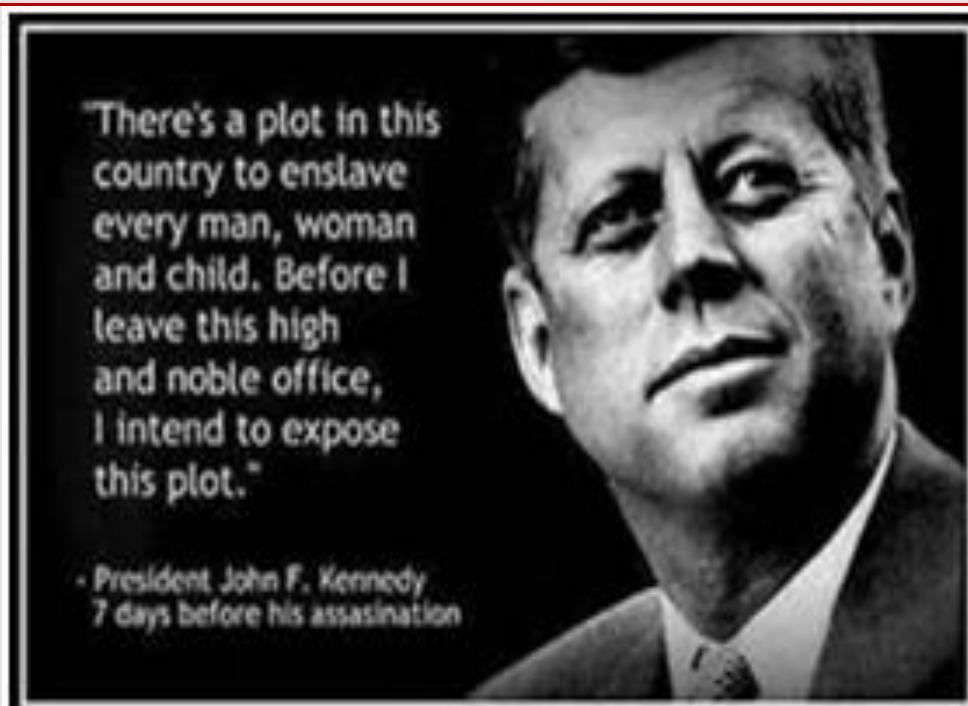 "There's a plot in this
country to enslave
every man, woman
and child. Before I
leave this high
and noble office,
I intend to expose
this plot."
- President John F. Kennedy
7 days before his assasination